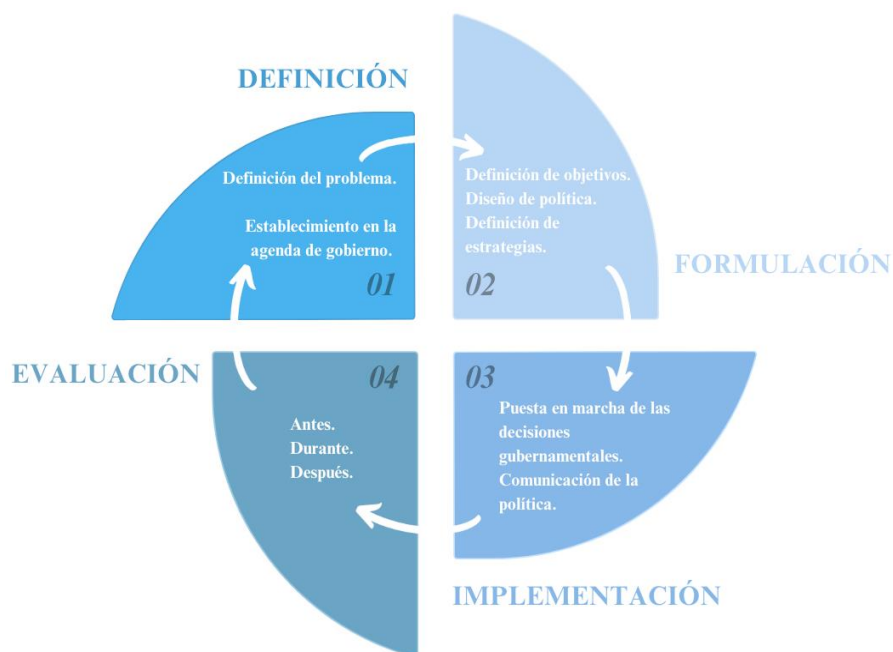 DEFINICIÓN
Definición del problema.
Establecimiento en la
agenda de gobierno.
01
Definición de objetivos.
Diseño de política.
Definición de
estrategias.
02
FORMULACIÓN
03
Puesta en marcha de las
decisiones
gubernamentales.
Comunicación de la
política.
IMPLEMENTACIÓN
EVALUACIÓN
04
Antes.
Durante.
Después.